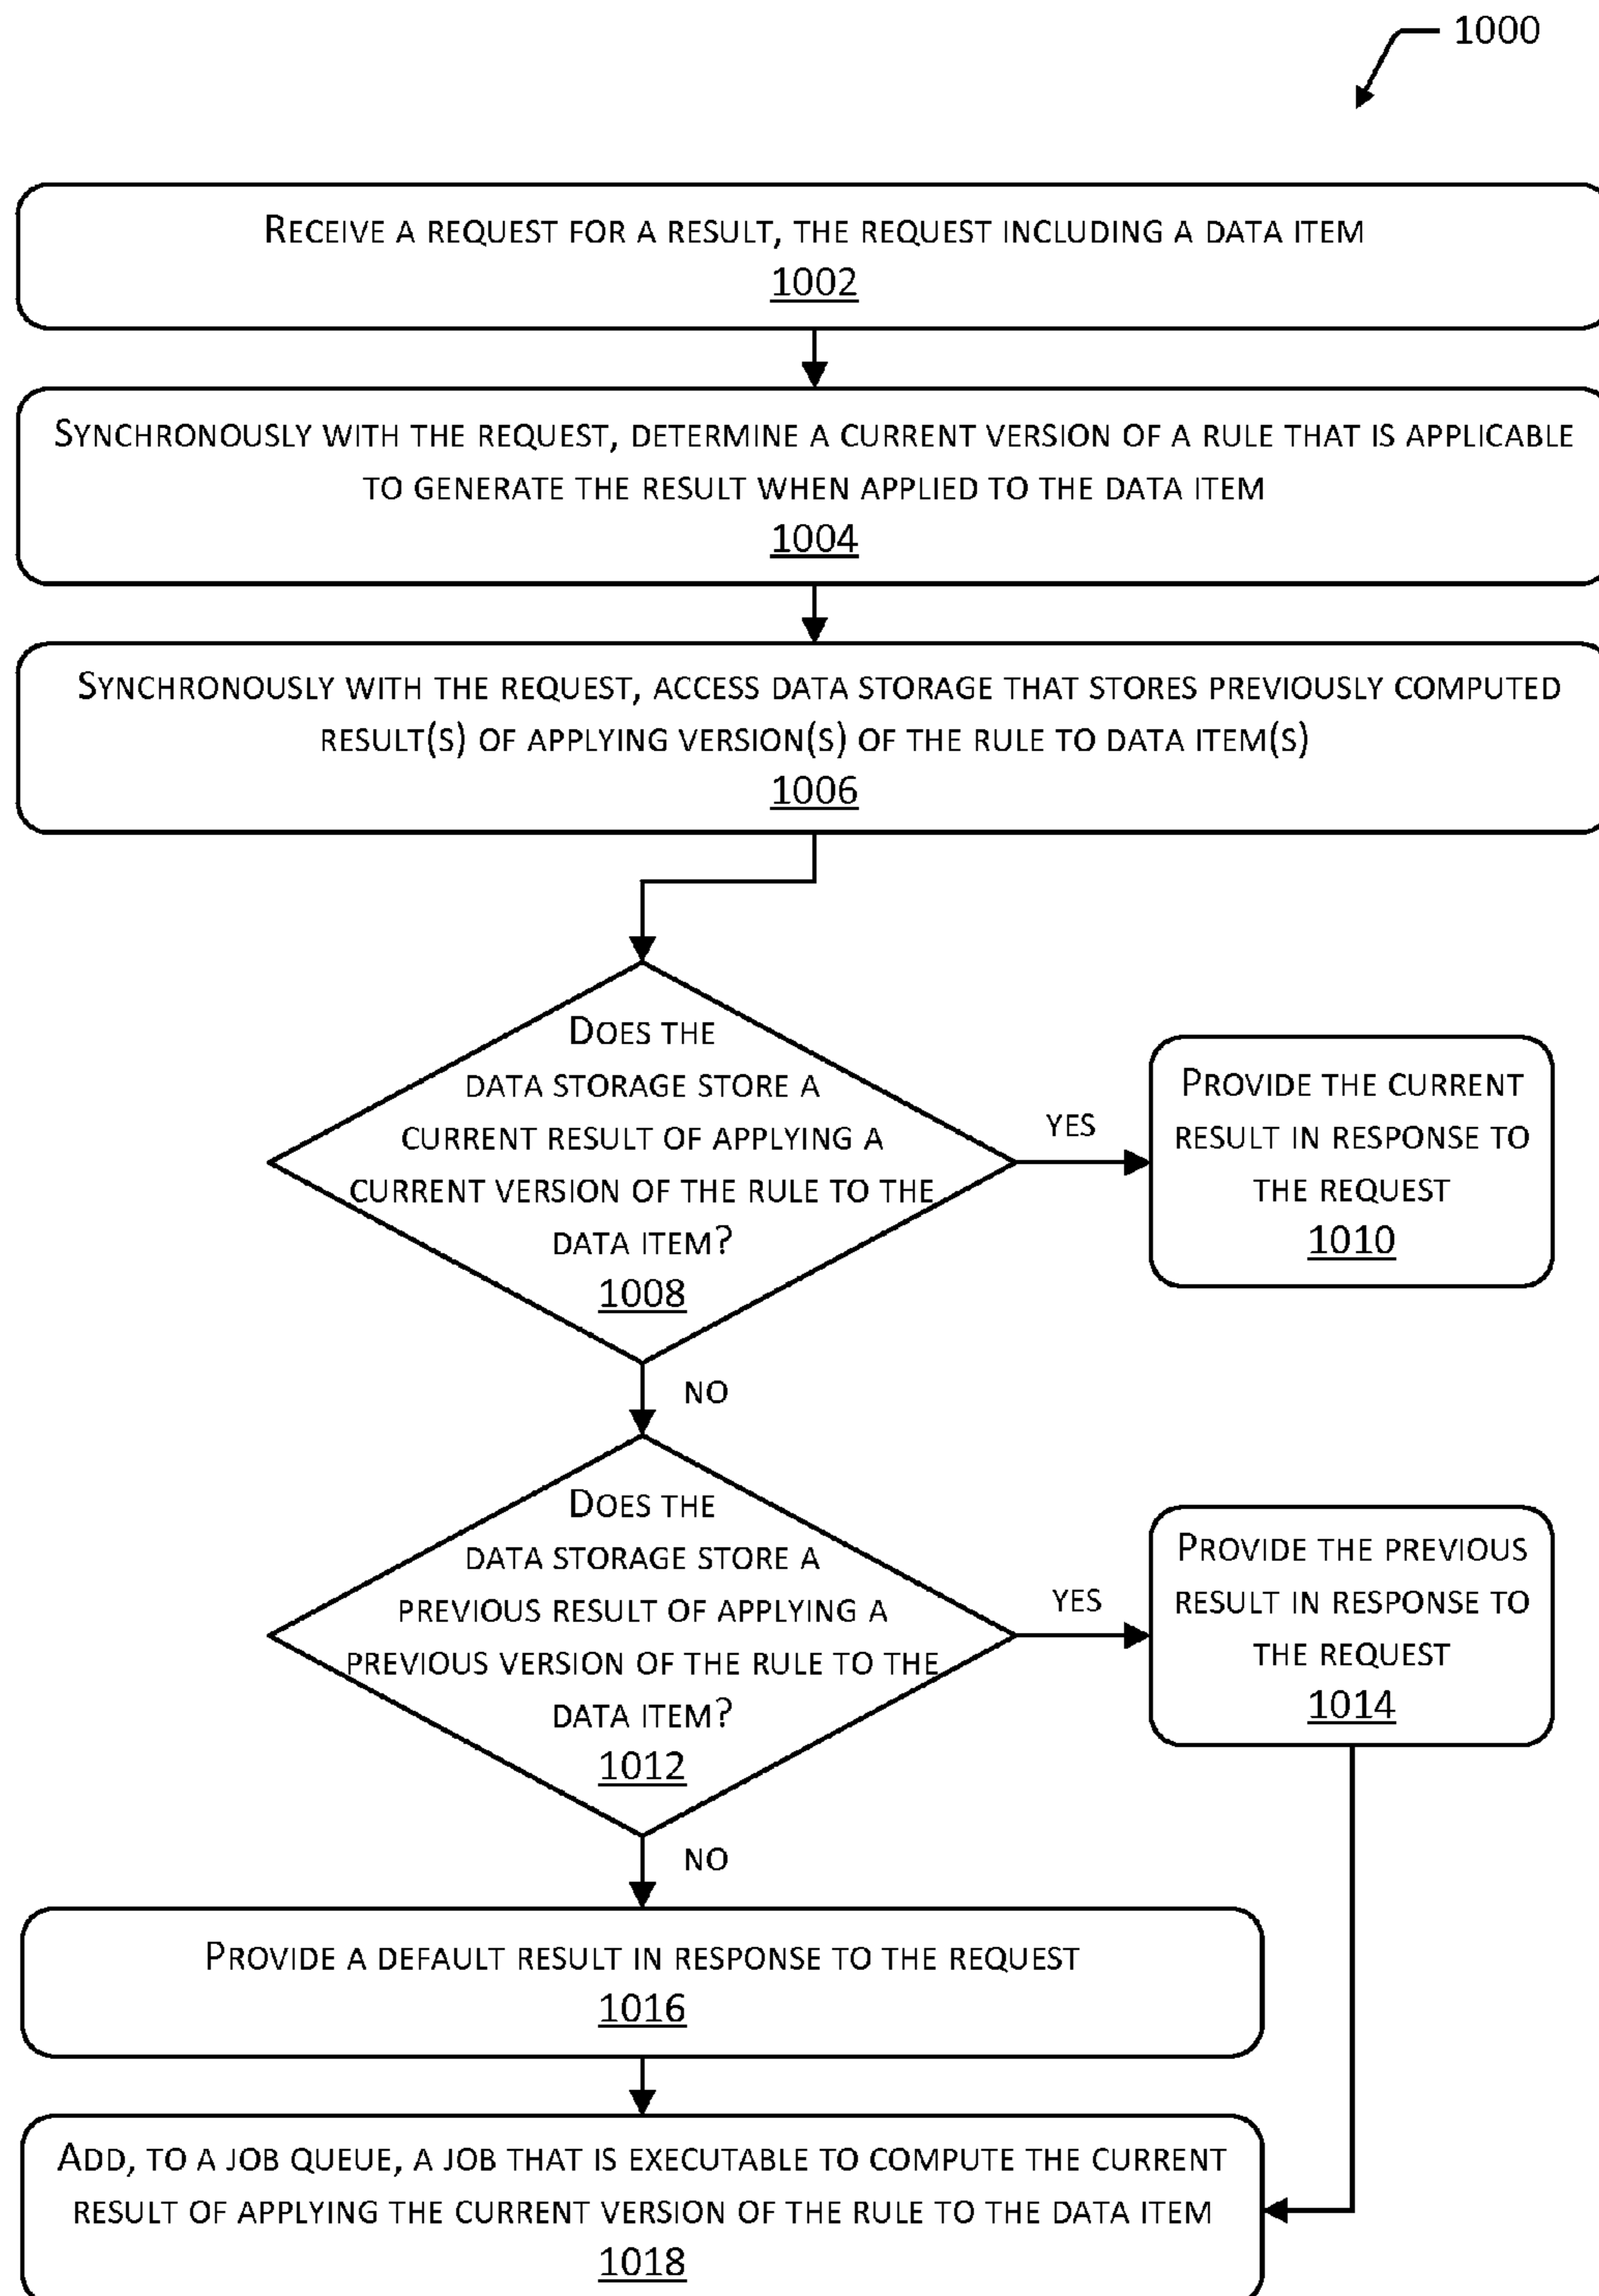 1000
RECEIVE A REQUEST FOR A RESULT, THE REQUEST INCLUDING A DATA ITEM
1002
SYNCHRONOUSLY WITH THE REQUEST, DETERMINE A CURRENT VERSION OF A RULE THAT IS APPLICABLE
TO GENERATE THE RESULT WHEN APPLIED TO THE DATA ITEM
1004
SYNCHRONOUSLY WITH THE REQUEST, ACCESS DATA STORAGE THAT STORES PREVIOUSLY COMPUTED
RESULT(S) OF APPLYING VERSION(S) OF THE RULE TO DATA ITEM(S)
1006
DOES THE
DATA STORAGE STORE A
CURRENT RESULT OF APPLYING A
CURRENT VERSION OF THE RULE TO THE
DATA ITEM?
1008
YES
PROVIDE THE CURRENT
RESULT IN RESPONSE TO
THE REQUEST
1010
NO
DOES THE
DATA STORAGE STORE A
PREVIOUS RESULT OF APPLYING A
PREVIOUS VERSION OF THE RULE TO THE
DATA ITEM?
1012
YES
PROVIDE THE PREVIOUS
RESULT IN RESPONSE TO
THE REQUEST
1014
NO
PROVIDE A DEFAULT RESULT IN RESPONSE TO THE REQUEST
1016
ADD, TO A JOB QUEUE, A JOB THAT IS EXECUTABLE TO COMPUTE THE CURRENT
RESULT OF APPLYING THE CURRENT VERSION OF THE RULE TO THE DATA ITEM
1018